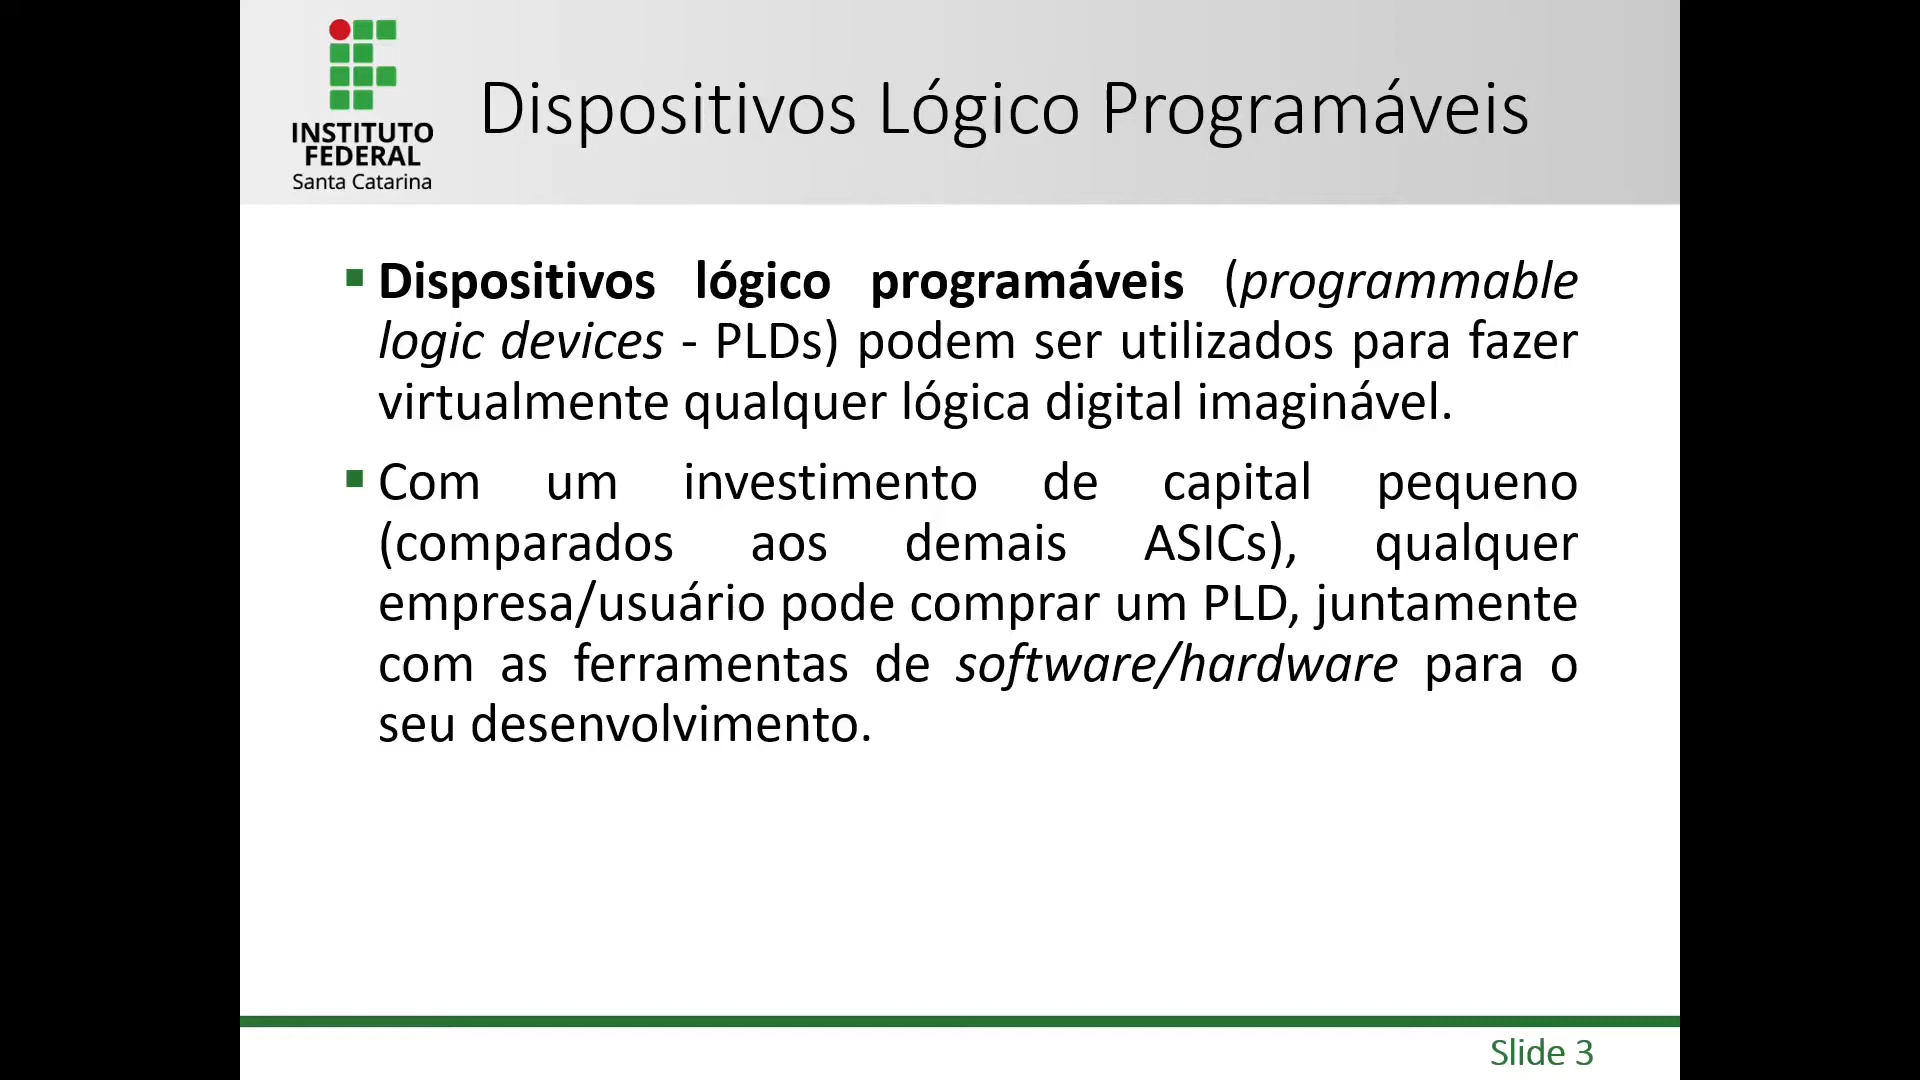 INSTITUTO
FEDERAL
Santa Catarina
Dispositivos Lógico Programáveis
Dispositivos lógico programáveis (programmable
logic devices - PLDs) podem ser utilizados para fazer
virtualmente qualquer lógica digital imaginável.
Com um investimento de capital pequeno
(comparados aos demais ASICs), qualquer
empresa/usuário pode comprar um PLD, juntamente
com as ferramentas de software/hardware para o
seu desenvolvimento.
Slide 3